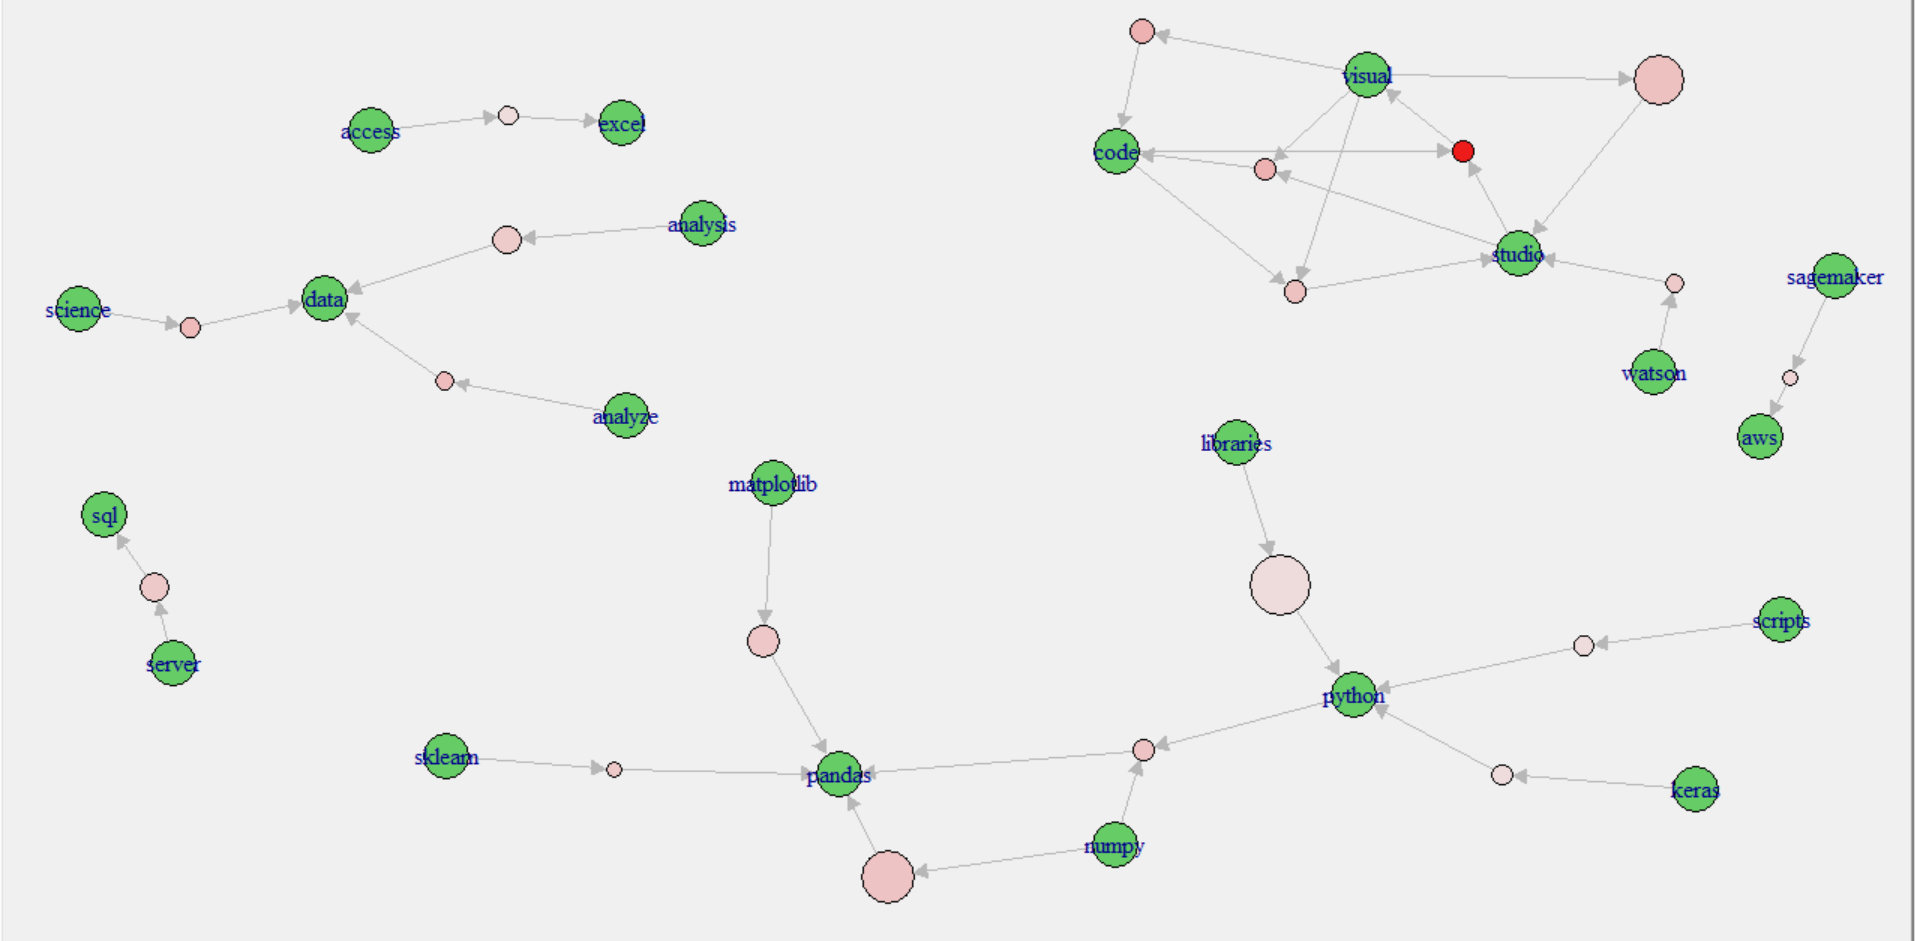 visual
access
excel
code
analysis
studio
sagemaker
data
science
watson
analyze
aws
libraries
matplotlib
sql
scripts
server
python
sklearn
pandas
keras
numpy